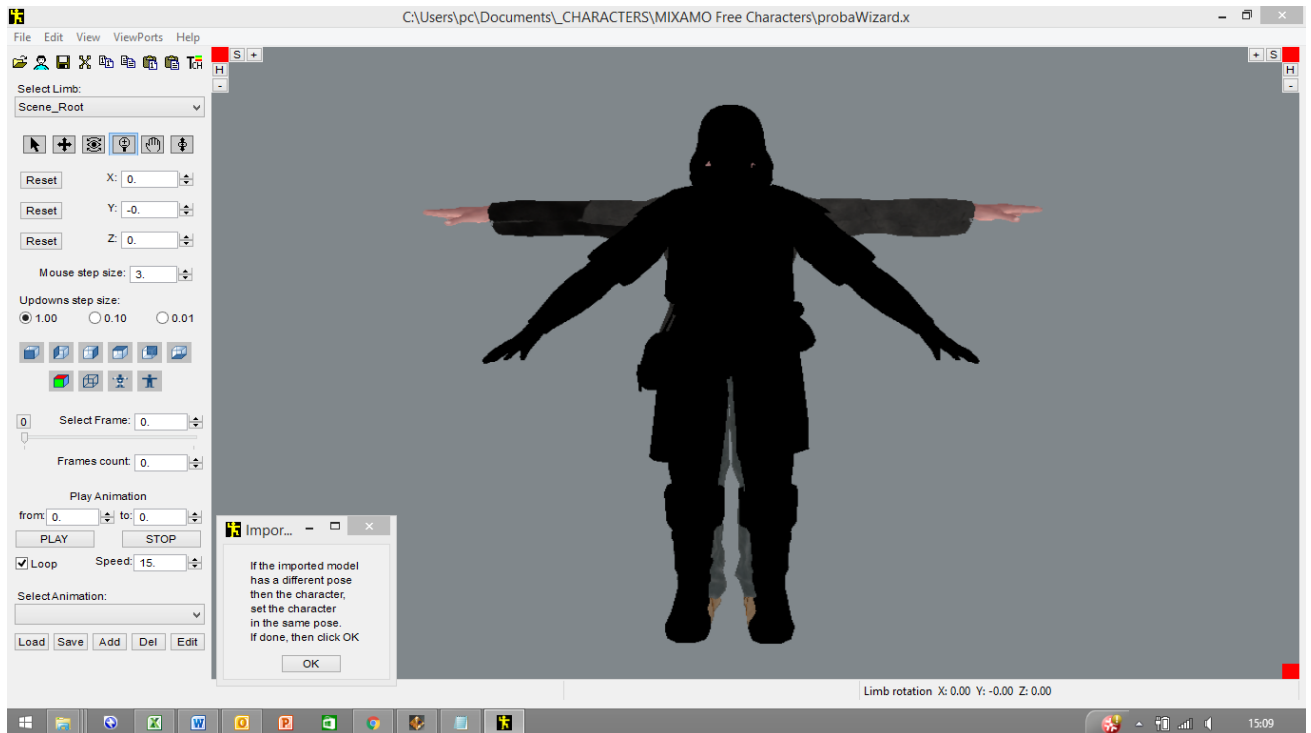 C:\Users\pc\Documents\_CHARACTERS\MIXAMO Free Characters\probaWizard.x
File Edit View ViewPorts Help
S +
H
-
+ S
H
-
Select Limb:
Scene_Root
Reset X: 0.
Reset Y: -0.
Reset Z: 0.
Mouse step size: 3.
Updowns step size:
1.00 0.10 0.01
0 Select Frame: 0.
Frames count: 0.
Play Animation
from: 0. to: 0.
PLAY STOP
Loop Speed: 15.
Select Animation:
Load Save Add Del Edit
Impor...
If the imported model
has a different pose
then the character,
set the character
in the same pose.
If done, then click OK
OK
Limb rotation X: 0.00 Y: -0.00 Z: 0.00
15:09